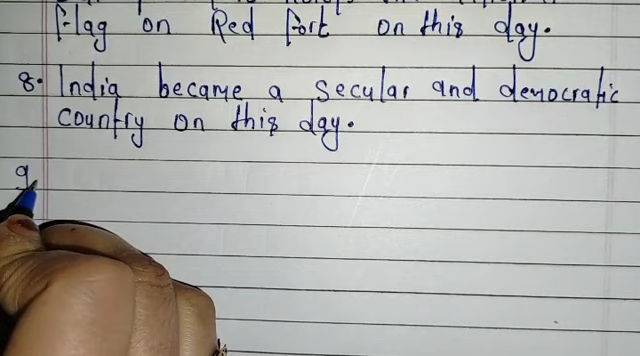 Flag on Red Fort on this day.
8. India became a secular and democratic
country on this day.
9